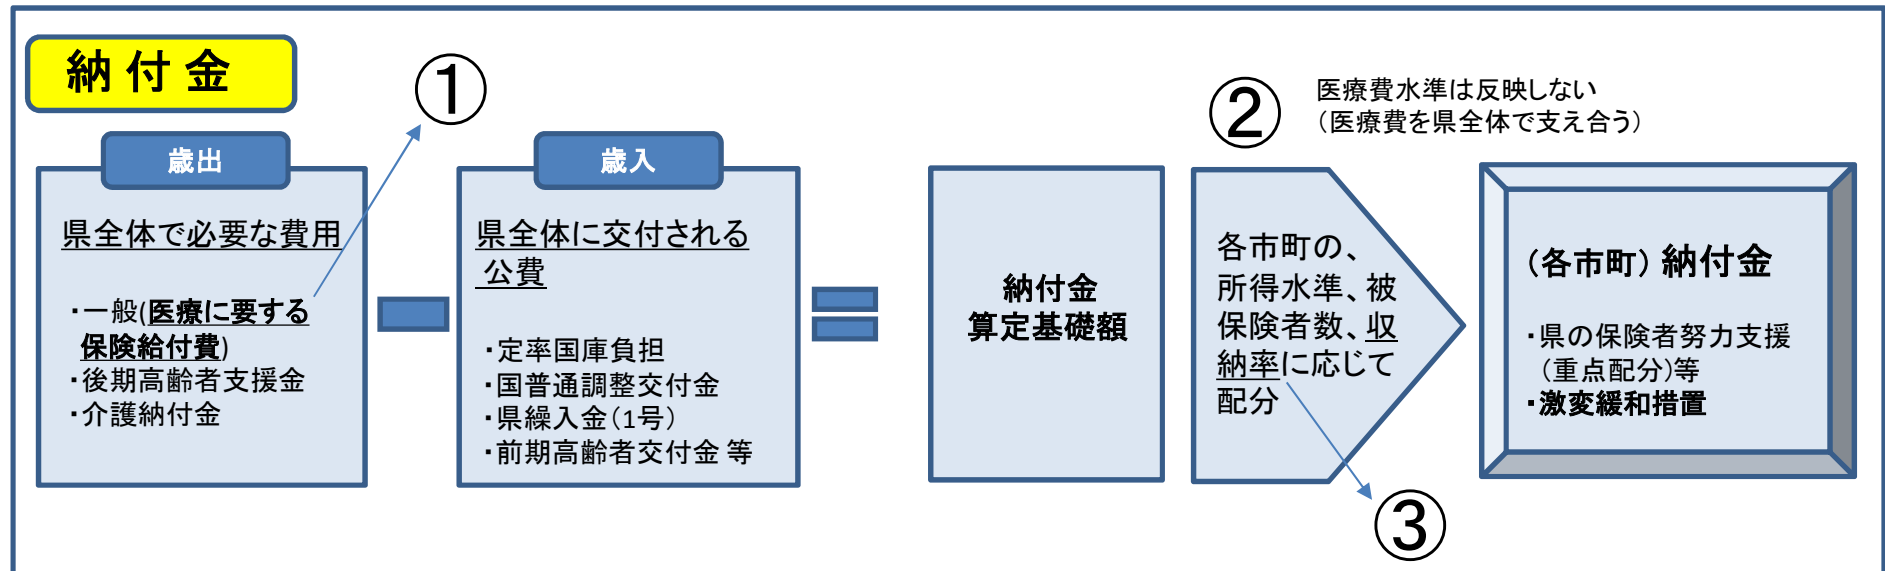 納付金
①
②
医療費水準は反映しない
（医療費を県全体で支え合う）
歳出
県全体で必要な費用
・一般(医療に要する
保険給付費)
・後期高齢者支援金
・介護納付金
歳入
県全体に交付される
公費
・定率国庫負担
・国普通調整交付金
・県繰入金（1号）
・前期高齢者交付金 等
納付金
算定基礎額
各市町の、
所得水準、被
保険者数、収
納率に応じて
配分
（各市町）納付金
・県の保険者努力支援
（重点配分）等
・激変緩和措置
③